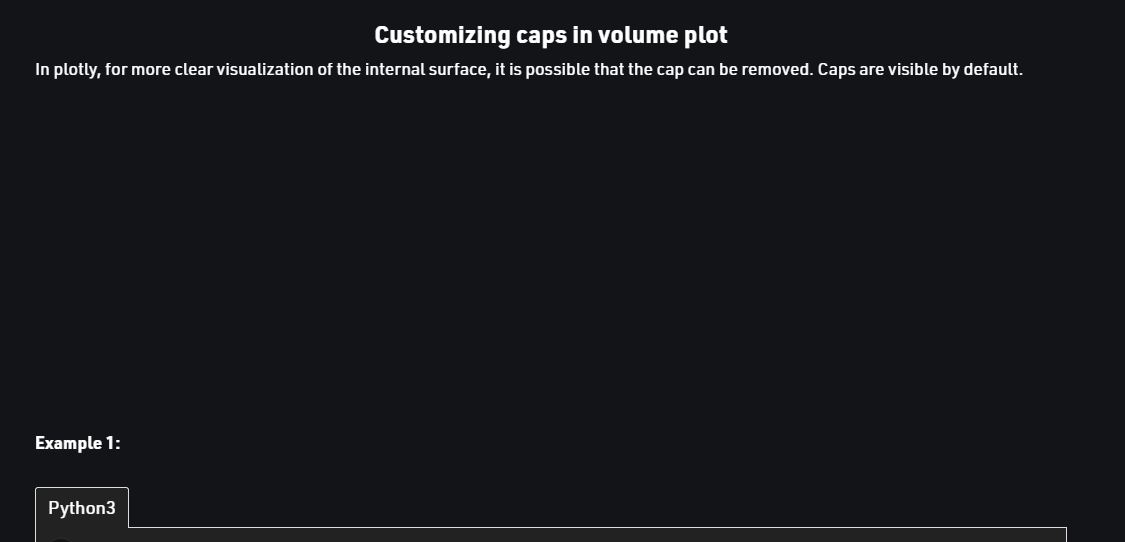 Customizing caps in volume plot
In plotly, for more clear visualization of the internal surface, it is possible that the cap can be removed. Caps are visible by default.
Example 1:
Python3